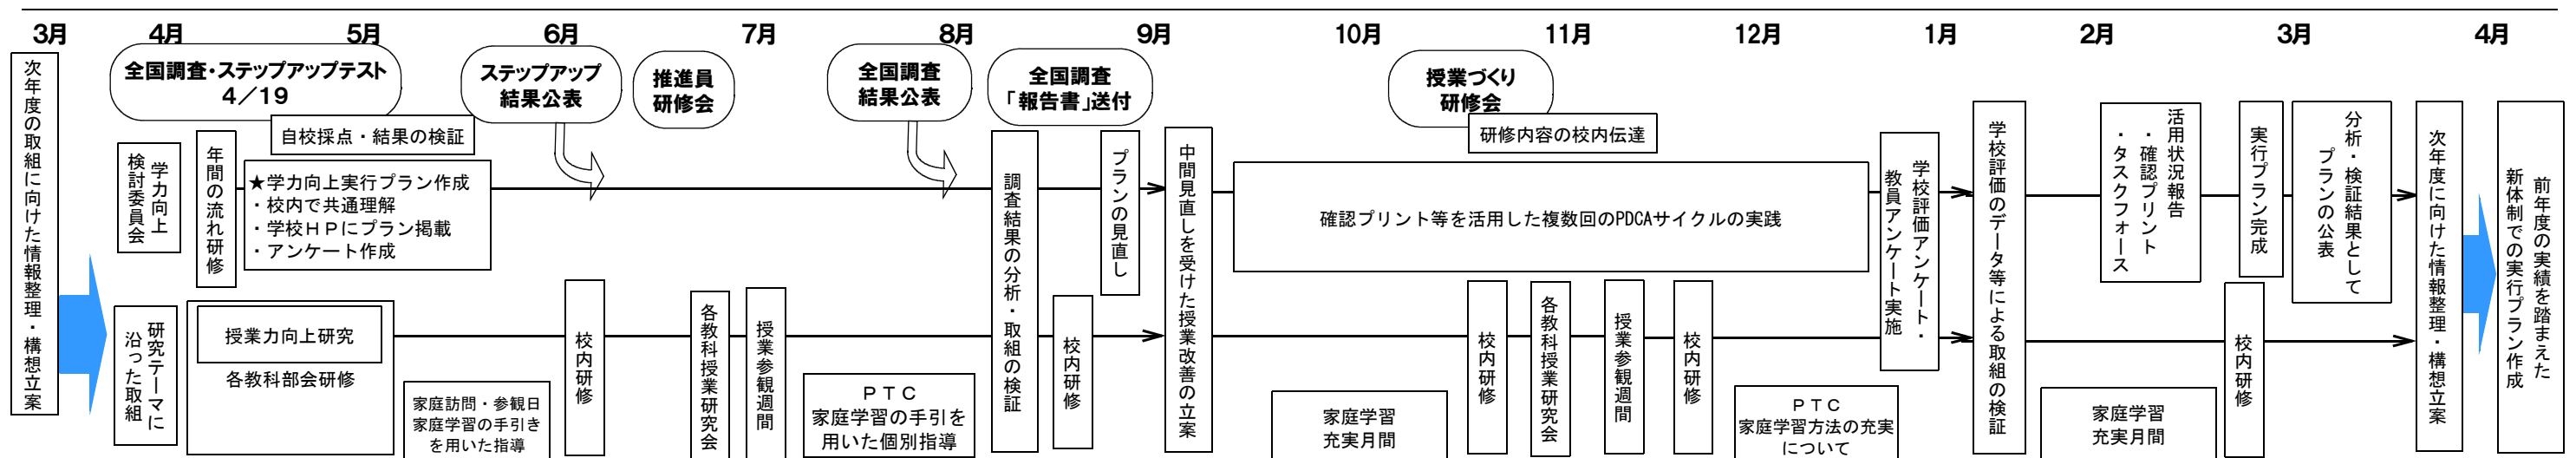 3月
4月
5月
6月
7月
8月
9月
10月
11月
12月
1月
2月
3月
4月
次年度の取組に向けた情報整理・構想立案
全国調査・ステップアップテスト
4／19
ステップアップ
結果公表
推進員
研修会
全国調査
結果公表
全国調査
「報告書」送付
授業づくり
研修会
自校採点・結果の検証
研修内容の校内伝達
学力向上
検討委員会
年間の流れ研修
★学力向上実行プラン作成
・校内で共通理解
・学校ＨＰにプラン掲載
・アンケート作成
調査結果の分析・取組の検証
プランの見直し
中間見直しを受けた授業改善の立案
確認プリント等を活用した複数回のPDCAサイクルの実践
学校評価アンケート・
教員アンケート実施
学校評価のデータ等による取組の検証
活用状況報告
・確認プリント
・タスクフォース
実行プラン完成
分析・検証結果として
プランの公表
次年度に向けた情報整理・構想立案
前年度の実績を踏まえた
新体制での実行プラン作成
研究テーマに
沿った取組
授業力向上研究
各教科部会研修
家庭訪問・参観日
家庭学習の手引き
を用いた指導
校内研修
各教科授業研究会
授業参観週間
ＰＴＣ
家庭学習の手引を
用いた個別指導
校内研修
家庭学習
充実月間
校内研修
各教科授業研究会
授業参観週間
校内研修
ＰＴＣ
家庭学習方法の充実
について
家庭学習
充実月間
校内研修